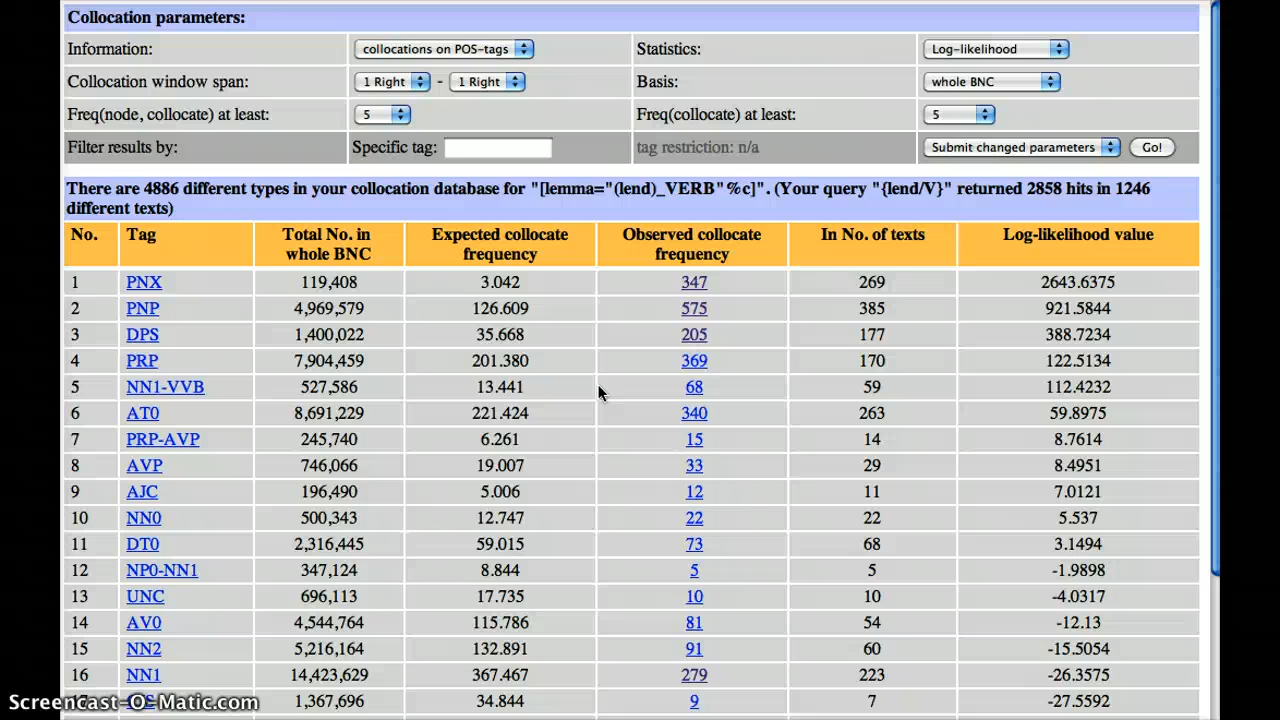 Collocation parameters:
Information: collocations on POS-tags Statistics: Log-likelihood
Collocation window span: 1 Right - 1 Right Basis: whole BNC
Freq(node, collocate) at least: 5 Freq(collocate) at least: 5
Filter results by: Specific tag: tag restriction: n/a Submit changed parameters Go!
There are 4886 different types in your collocation database for "[lemma="(lend)_VERB"%c]". (Your query "{lend/V}" returned 2858 hits in 1246
different texts)
No. Tag Total No. in whole BNC Expected collocate frequency Observed collocate frequency In No. of texts Log-likelihood value
1 PNX 119,408 3.042 347 269 2643.6375
2 PNP 4,969,579 126.609 575 385 921.5844
3 DPS 1,400,022 35.668 205 177 388.7234
4 PRP 7,904,459 201.380 369 170 122.5134
5 NN1-VVB 527,586 13.441 68 59 112.4232
6 AT0 8,691,229 221.424 340 263 59.8975
7 PRP-AVP 245,740 6.261 15 14 8.7614
8 AVP 746,066 19.007 33 29 8.4951
9 AJC 196,490 5.006 12 11 7.0121
10 NN0 500,343 12.747 22 22 5.537
11 DT0 2,316,445 59.015 73 68 3.1494
12 NP0-NN1 347,124 8.844 5 5 -1.9898
13 UNC 696,113 17.735 10 10 -4.0317
14 AV0 4,544,764 115.786 81 54 -12.13
15 NN2 5,216,164 132.891 91 60 -15.5054
16 NN1 14,423,629 367.467 279 223 -26.3575
1,367,696 34.844 9 7 -27.5592
Screencast-O-Matic.com